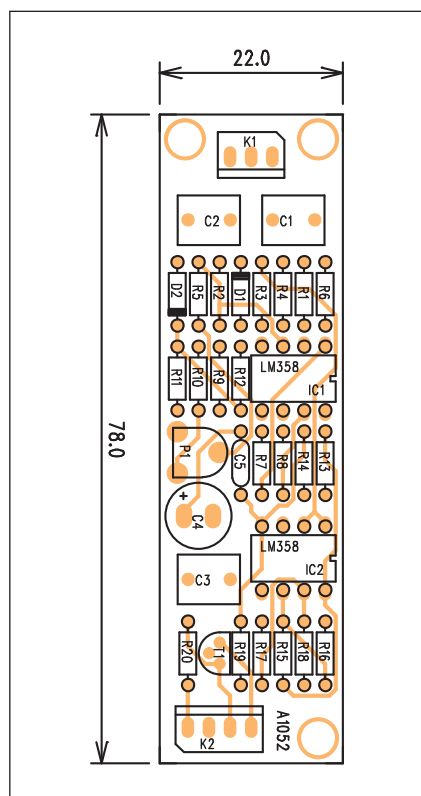 22.0
K1
C2
C1
D2
R5
R2
D1
R3
R4
R1
R6
R11
R10
R9
R12
LM358
IC1
78.0
P1
C5
R7
R8
R14
R13
+
C4
LM358
IC2
C3
R20
T1
R19
R17
R15
R18
R16
K2
A1052